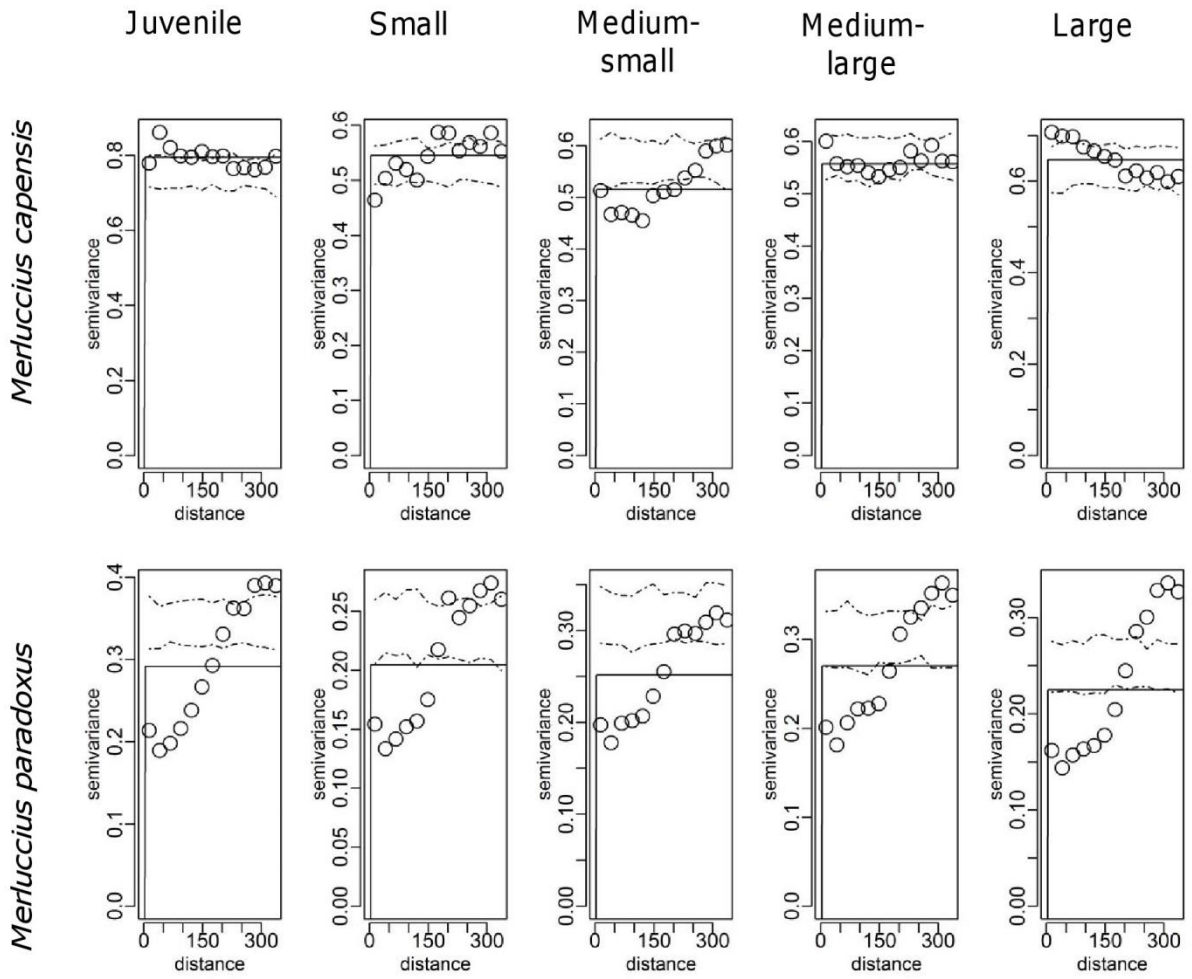 Juvenile
Small
Medium-
small
Medium-
large
Large
Merluccius capensis
semivariance
0.0 0.2 0.4 0.6 0.8
0 150 300
distance
semivariance
0.0 0.1 0.2 0.3 0.4 0.5 0.6
0 150 300
distance
semivariance
0.0 0.1 0.2 0.3 0.4 0.5 0.6
0 150 300
distance
semivariance
0.0 0.1 0.2 0.3 0.4 0.5 0.6
0 150 300
distance
semivariance
0.0 0.2 0.4 0.6
0 150 300
distance
Merluccius paradoxus
semivariance
0.0 0.1 0.2 0.3 0.4
0 150 300
distance
semivariance
0.00 0.05 0.10 0.15 0.20 0.25
0 150 300
distance
semivariance
0.00 0.10 0.20 0.30
0 150 300
distance
semivariance
0.0 0.1 0.2 0.3
0 150 300
distance
semivariance
0.00 0.10 0.20 0.30
0 150 300
distance